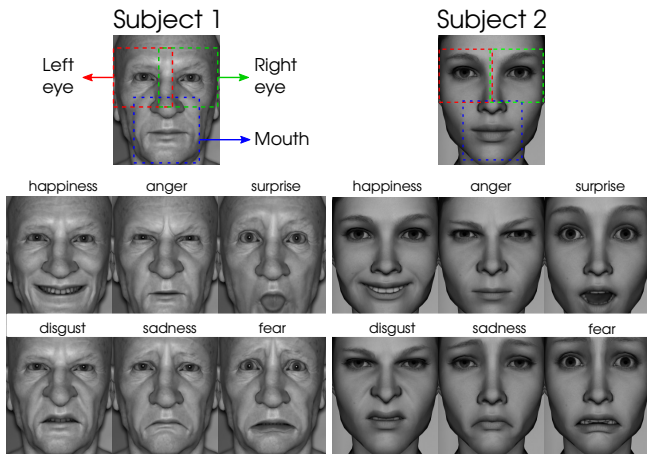 Subject 1
Subject 2
Left eye
Right eye
Mouth
happiness anger surprise
happiness anger surprise
disgust sadness fear
disgust sadness fear